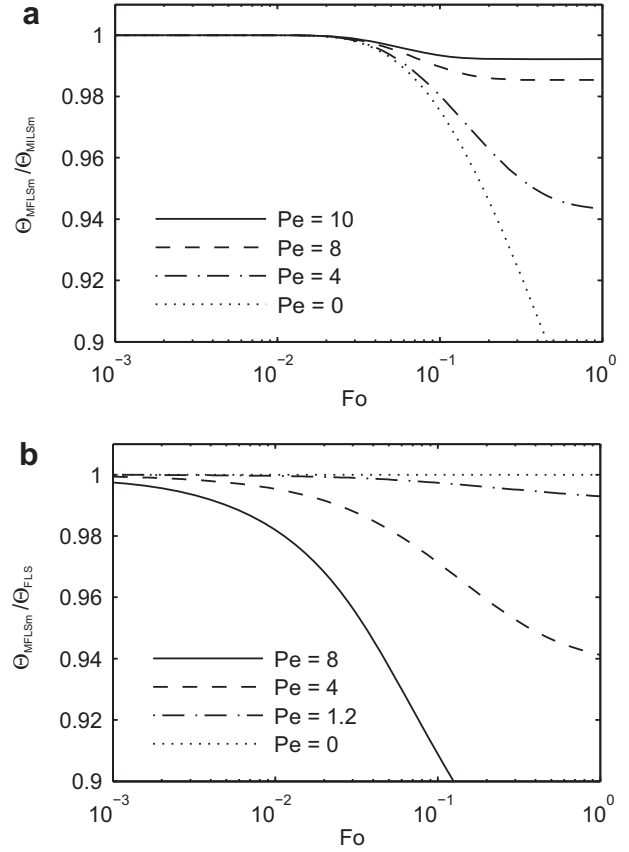 a
1
0.98
0.96
0.94
0.92
0.9
Θ_MFLSm /Θ_MILSm
Pe = 10
Pe = 8
Pe = 4
Pe = 0
10^−3
10^−2
10^−1
10^0
Fo
b
1
0.98
0.96
0.94
0.92
0.9
Θ_MFLSm /Θ_FLS
Pe = 8
Pe = 4
Pe = 1.2
Pe = 0
10^−3
10^−2
10^−1
10^0
Fo